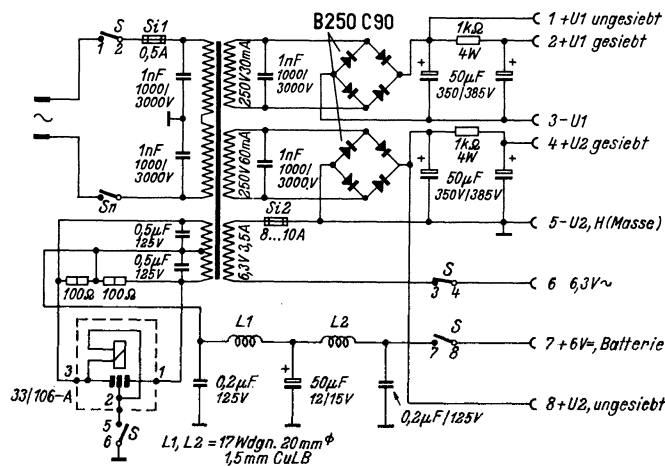 B250 C90
S
1 2
Si1
0,5A
1nF
1000/
3000V
1nF
1000/
3000V
~
Sn
250V 30mA
1nF
1000/
3000V
250V 60mA
1nF
1000/
3000V
1kΩ
4W
+
50µF
350/385V
+
1kΩ
4W
+
50µF
350V/385V
+
1 +U1 ungesiebt
2 +U1 gesiebt
3 -U1
4 +U2 gesiebt
5 -U2, H(Masse)
6 6,3V~
7 +6V=, Batterie
8 +U2, ungesiebt
Si2
8...10A
6,3V 3,5A
0,5µF
125V
0,5µF
125V
100Ω 100Ω
S
3 4
S
7 8
L1
L2
0,2µF
125V
+
50µF
12/15V
0,2µF/125V
3
1
2
33/106-A
5
6
S
L1, L2 = 17 Wdgn. 20mm ϕ
1,5mm CuLB